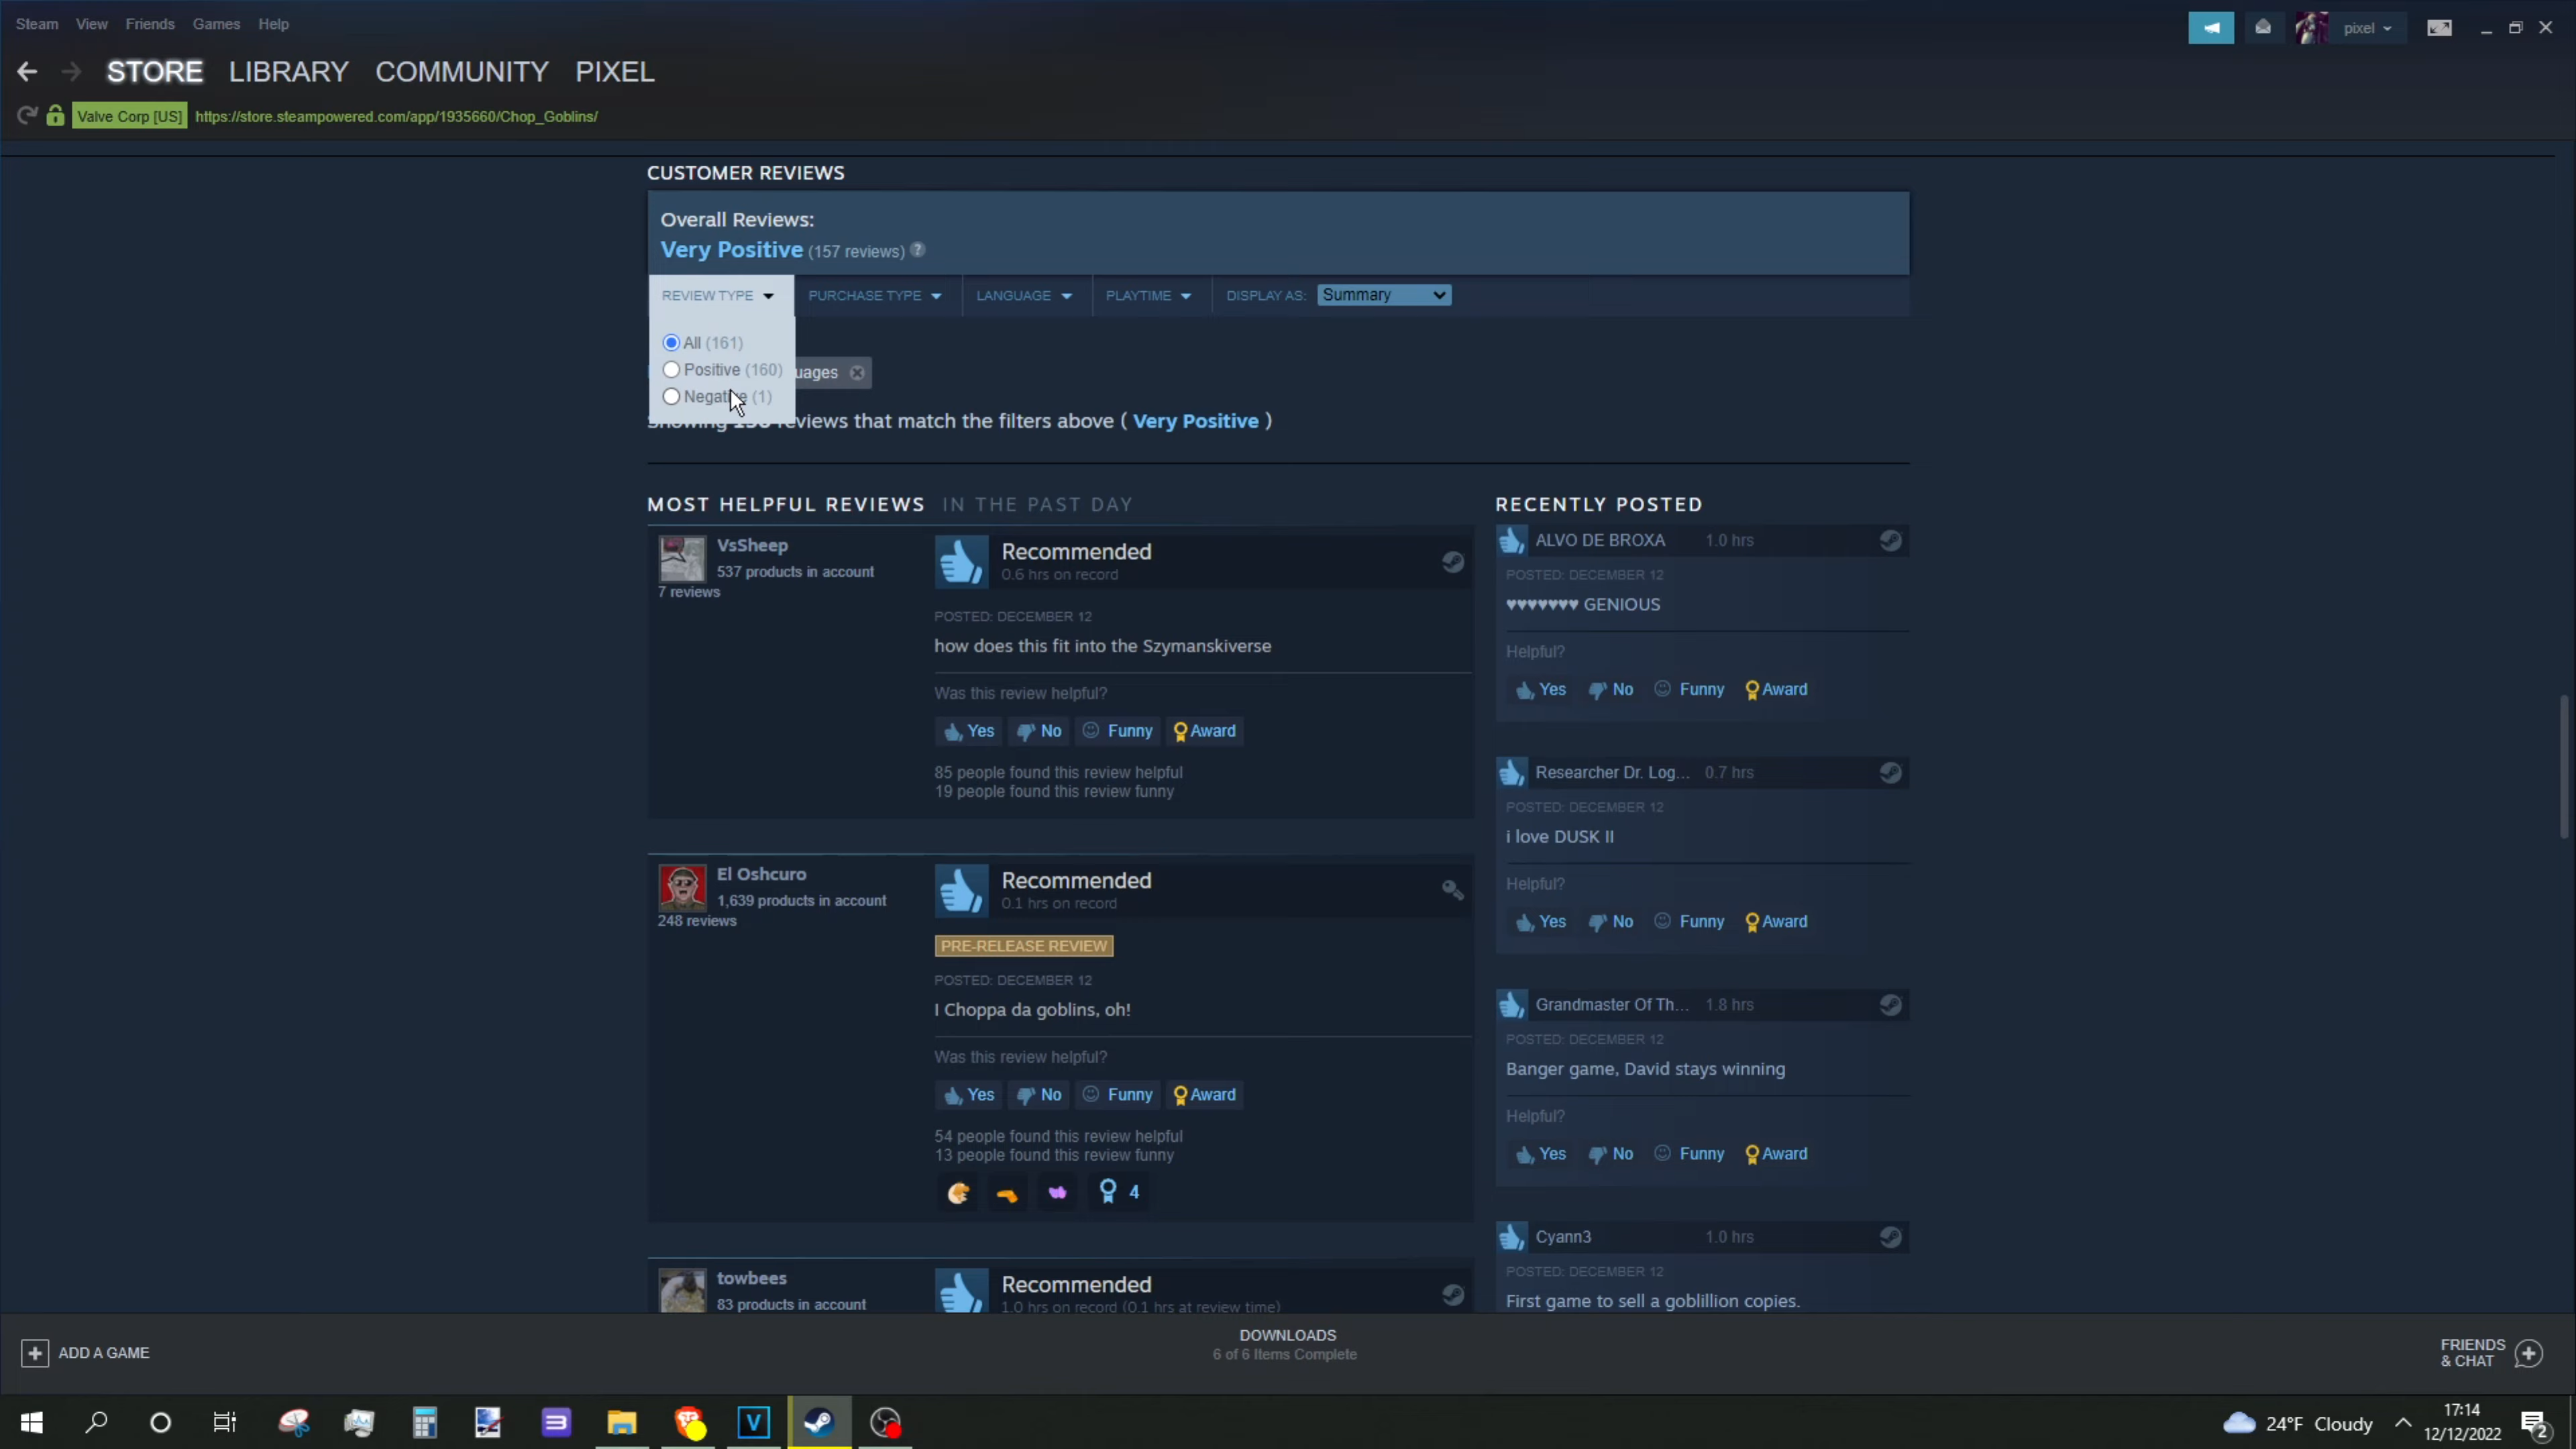 Steam View Friends Games Help
pixel
STORE LIBRARY COMMUNITY PIXEL
Valve Corp [US] https://store.steampowered.com/app/1935660/Chop_Goblins/
CUSTOMER REVIEWS
Overall Reviews:
Very Positive (157 reviews) ?
REVIEW TYPE PURCHASE TYPE LANGUAGE PLAYTIME DISPLAY AS: Summary
All (161)
Positive (160)
uages
Negative (1)
reviews that match the filters above ( Very Positive )
MOST HELPFUL REVIEWS IN THE PAST DAY
VsSheep
537 products in account
7 reviews
Recommended
0.6 hrs on record
POSTED: DECEMBER 12
how does this fit into the Szymanskiverse
Was this review helpful?
Yes No Funny Award
85 people found this review helpful
19 people found this review funny
El Oshcuro
1,639 products in account
248 reviews
Recommended
0.1 hrs on record
PRE-RELEASE REVIEW
POSTED: DECEMBER 12
I Choppa da goblins, oh!
Was this review helpful?
Yes No Funny Award
54 people found this review helpful
13 people found this review funny
4
towbees
83 products in account
Recommended
1.0 hrs on record (0.1 hrs at review time)
RECENTLY POSTED
ALVO DE BROXA 1.0 hrs
POSTED: DECEMBER 12
♥♥♥♥♥♥♥ GENIOUS
Helpful?
Yes No Funny Award
Researcher Dr. Log... 0.7 hrs
POSTED: DECEMBER 12
i love DUSK II
Helpful?
Yes No Funny Award
Grandmaster Of Th... 1.8 hrs
POSTED: DECEMBER 12
Banger game, David stays winning
Helpful?
Yes No Funny Award
Cyann3 1.0 hrs
POSTED: DECEMBER 12
First game to sell a goblillion copies.
ADD A GAME
DOWNLOADS
6 of 6 Items Complete
FRIENDS
& CHAT
V
24°F Cloudy
17:14
12/12/2022
2